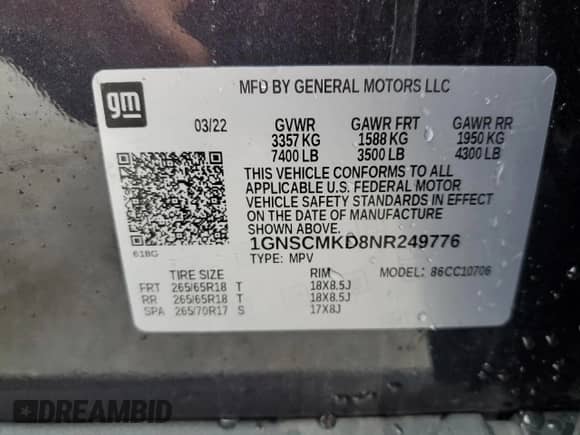 gm
MFD BY GENERAL MOTORS LLC
03/22 GVWR GAWR FRT GAWR RR
3357 KG 1588 KG 1950 KG
7400 LB 3500 LB 4300 LB
THIS VEHICLE CONFORMS TO ALL
APPLICABLE U.S. FEDERAL MOTOR
VEHICLE SAFETY STANDARDS IN EFFECT
ON THE DATE OF MANUFACTURE
SHOWN ABOVE.
61BG
1GNSCMKD8NR249776
TYPE: MPV MODEL: 86CC10706
TIRE SIZE RIM
FRT 265/65R18 T 18X8.5J
RR 265/65R18 T 18X8.5J
SPA 265/70R17 S 17X8J
DREAMBID